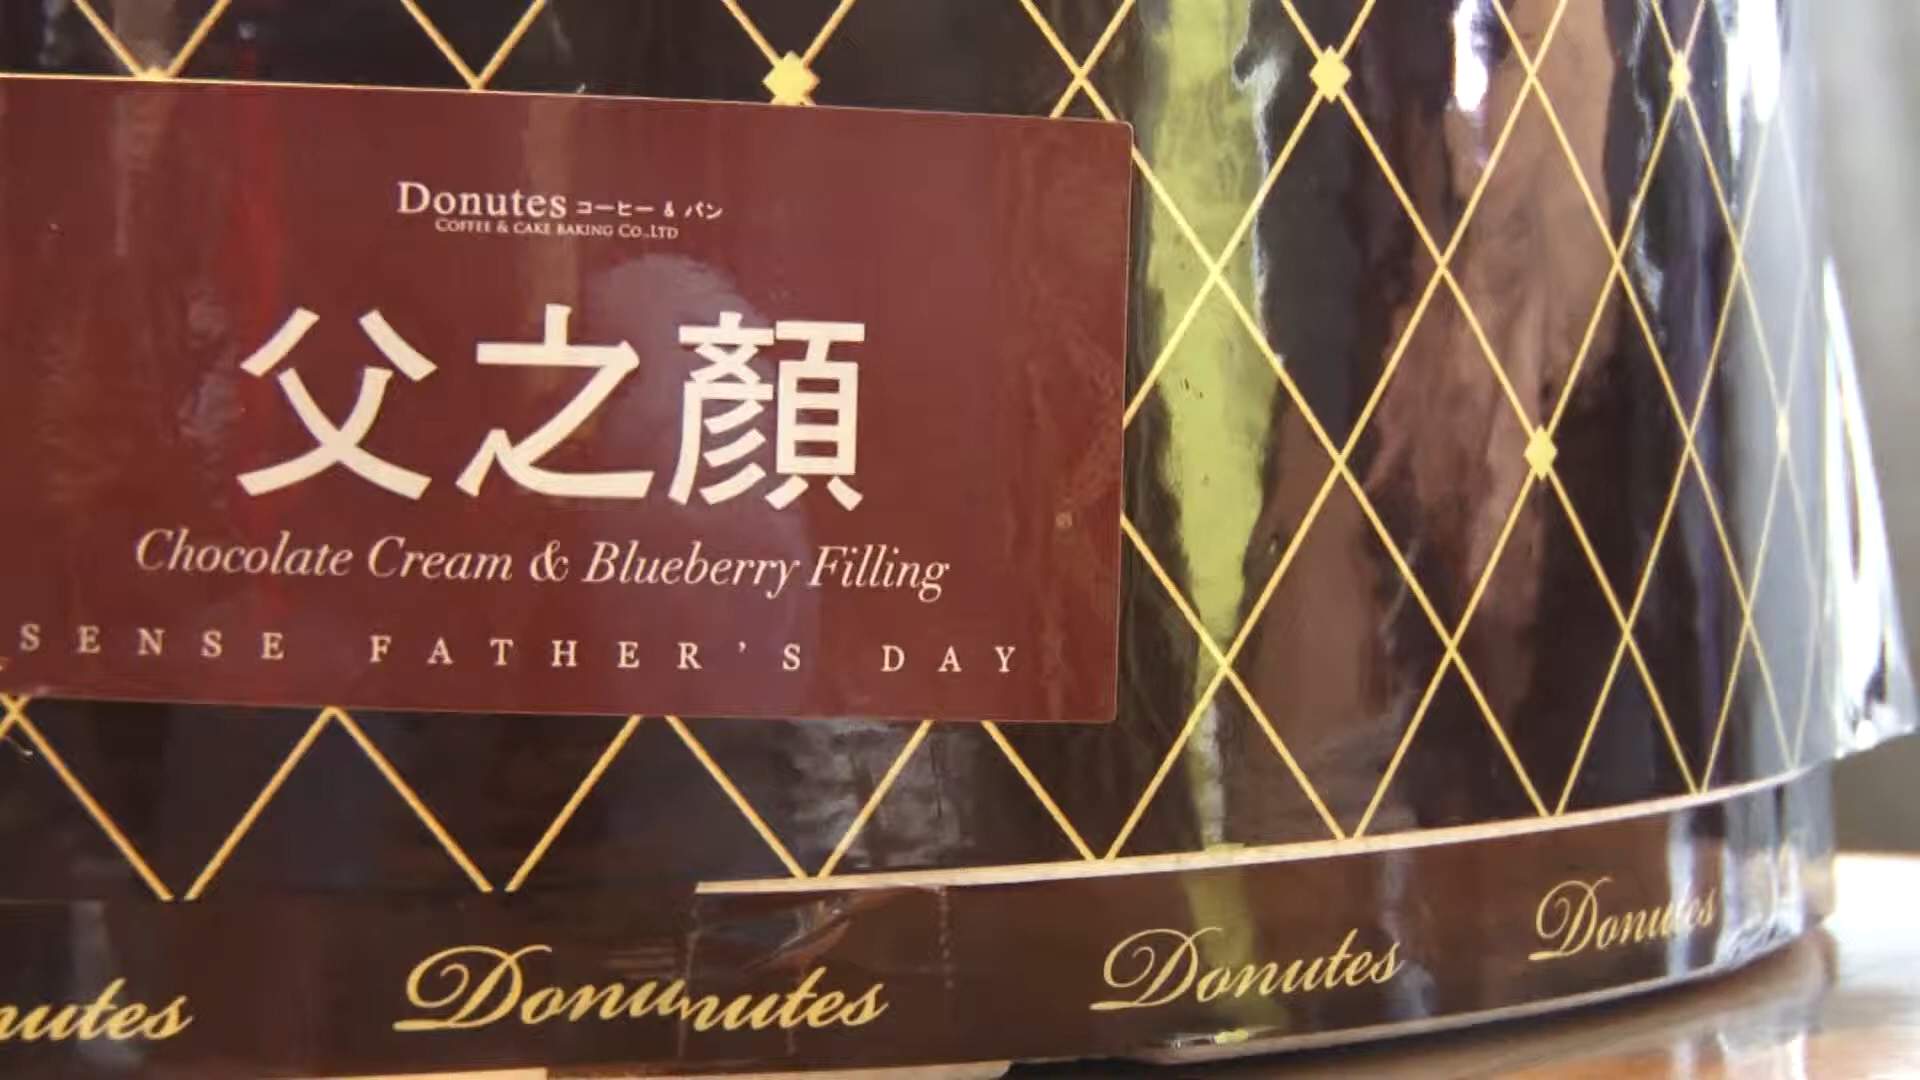 Donutes コーヒー & パン
COFFEE & CAKE BAKING CO.,LTD
父之顏
Chocolate Cream & Blueberry Filling
SENSE FATHER'S DAY
nutes Donununutes Donutes Donutes